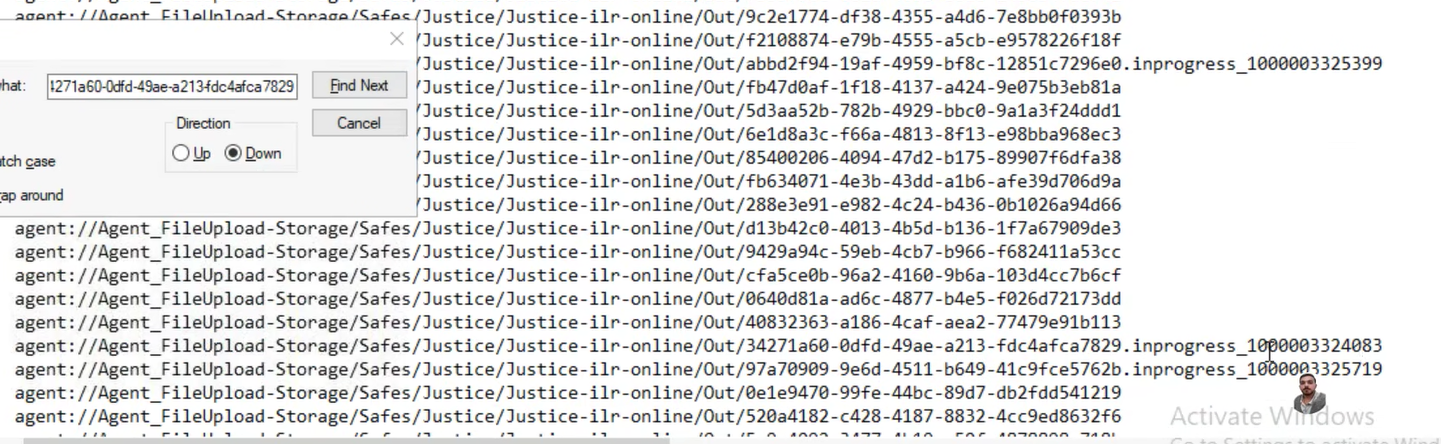 agent://Agent_FileUpload-Storage/Safes/Justice/Justice-ilr-online/Out/9c2e1774-df38-4355-a4d6-7e8bb0f0393b
/Justice/Justice-ilr-online/Out/f2108874-e79b-4555-a5cb-e9578226f18f
/Justice/Justice-ilr-online/Out/abbd2f94-19af-4959-bf8c-12851c7296e0.inprogress_1000003325399
what: 4271a60-0dfd-49ae-a213-fdc4afca7829 Find Next
/Justice/Justice-ilr-online/Out/fb47d0af-1f18-4137-a424-9e075b3eb81a
/Justice/Justice-ilr-online/Out/5d3aa52b-782b-4929-bbc0-9a1a3f24ddd1
Direction Cancel
/Justice/Justice-ilr-online/Out/6e1d8a3c-f66a-4813-8f13-e98bba968ec3
Up Down
/Justice/Justice-ilr-online/Out/85400206-4094-47d2-b175-89907f6dfa38
tch case
/Justice/Justice-ilr-online/Out/fb634071-4e3b-43dd-a1b6-afe39d706d9a
rap around
/Justice/Justice-ilr-online/Out/288e3e91-e982-4c24-b436-0b1026a94d66
agent://Agent_FileUpload-Storage/Safes/Justice/Justice-ilr-online/Out/d13b42c0-4013-4b5d-b136-1f7a67909de3
agent://Agent_FileUpload-Storage/Safes/Justice/Justice-ilr-online/Out/9429a94c-59eb-4cb7-b966-f682411a53cc
agent://Agent_FileUpload-Storage/Safes/Justice/Justice-ilr-online/Out/cfa5ce0b-96a2-4160-9b6a-103d4cc7b6cf
agent://Agent_FileUpload-Storage/Safes/Justice/Justice-ilr-online/Out/0640d81a-ad6c-4877-b4e5-f026d72173dd
agent://Agent_FileUpload-Storage/Safes/Justice/Justice-ilr-online/Out/40832363-a186-4caf-aea2-77479e91b113
agent://Agent_FileUpload-Storage/Safes/Justice/Justice-ilr-online/Out/34271a60-0dfd-49ae-a213-fdc4afca7829.inprogress_1000003324083
agent://Agent_FileUpload-Storage/Safes/Justice/Justice-ilr-online/Out/97a70909-9e6d-4511-b649-41c9fce5762b.inprogress_1000003325719
agent://Agent_FileUpload-Storage/Safes/Justice/Justice-ilr-online/Out/0e1e9470-99fe-44bc-89d7-db2fdd541219
agent://Agent_FileUpload-Storage/Safes/Justice/Justice-ilr-online/Out/520a4182-c428-4187-8832-4cc9ed8632f6
Activate Windows